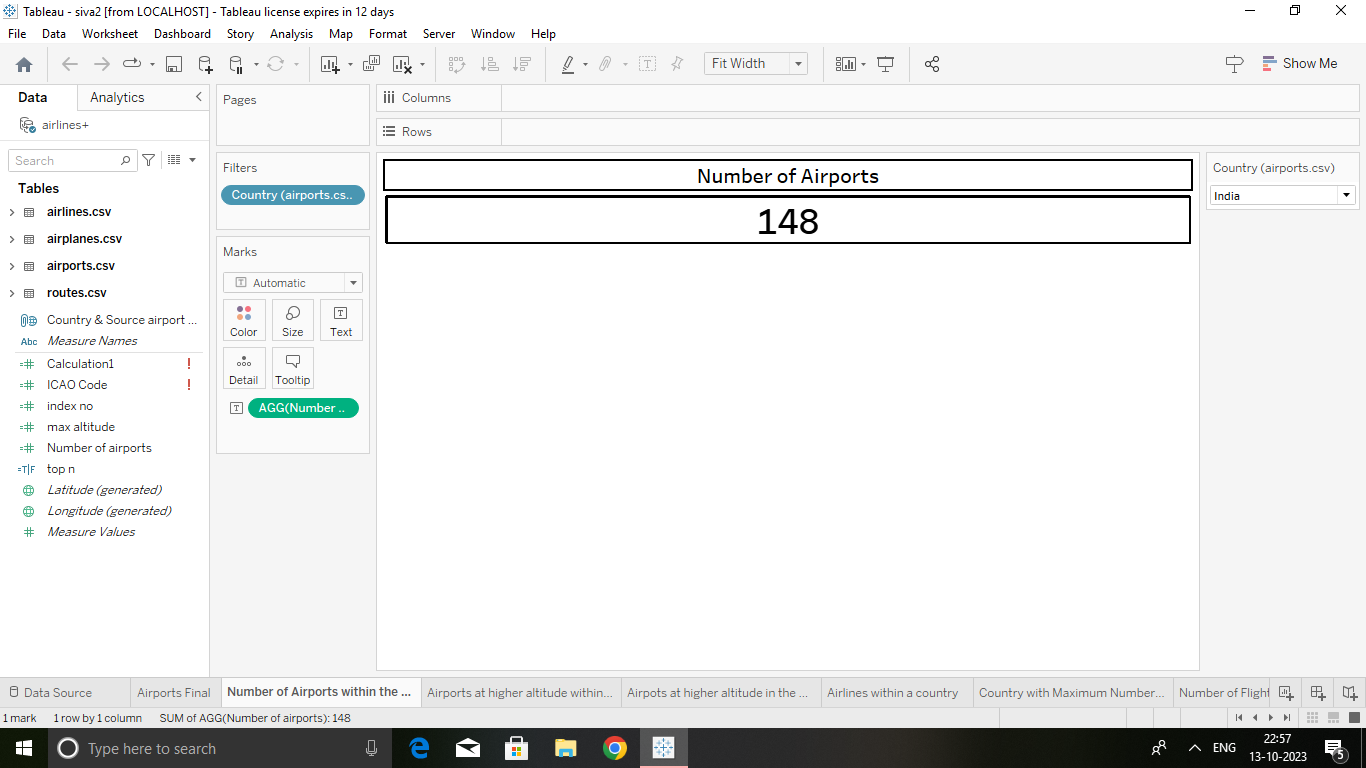 Tableau - siva2 [from LOCALHOST] - Tableau license expires in 12 days
File Data Worksheet Dashboard Story Analysis Map Format Server Window Help
Fit Width
Show Me
Data Analytics
airlines+
Search
Tables
airlines.csv
airplanes.csv
airports.csv
routes.csv
Country & Source airport ...
Abc Measure Names
Calculation1 !
ICAO Code !
index no
max altitude
Number of airports
=T|F top n
Latitude (generated)
Longitude (generated)
Measure Values
Pages
Filters
Country (airports.cs..
Marks
T Automatic
Color Size Text
Detail Tooltip
T AGG(Number ..
Columns
Rows
Number of Airports
148
Country (airports.csv)
India
Data Source Airports Final Number of Airports within the ... Airports at higher altitude within... Airpots at higher altitude in the ... Airlines within a country Country with Maximum Number... Number of Flight
1 mark 1 row by 1 column SUM of AGG(Number of airports): 148
Type here to search
ENG
22:57
13-10-2023
5